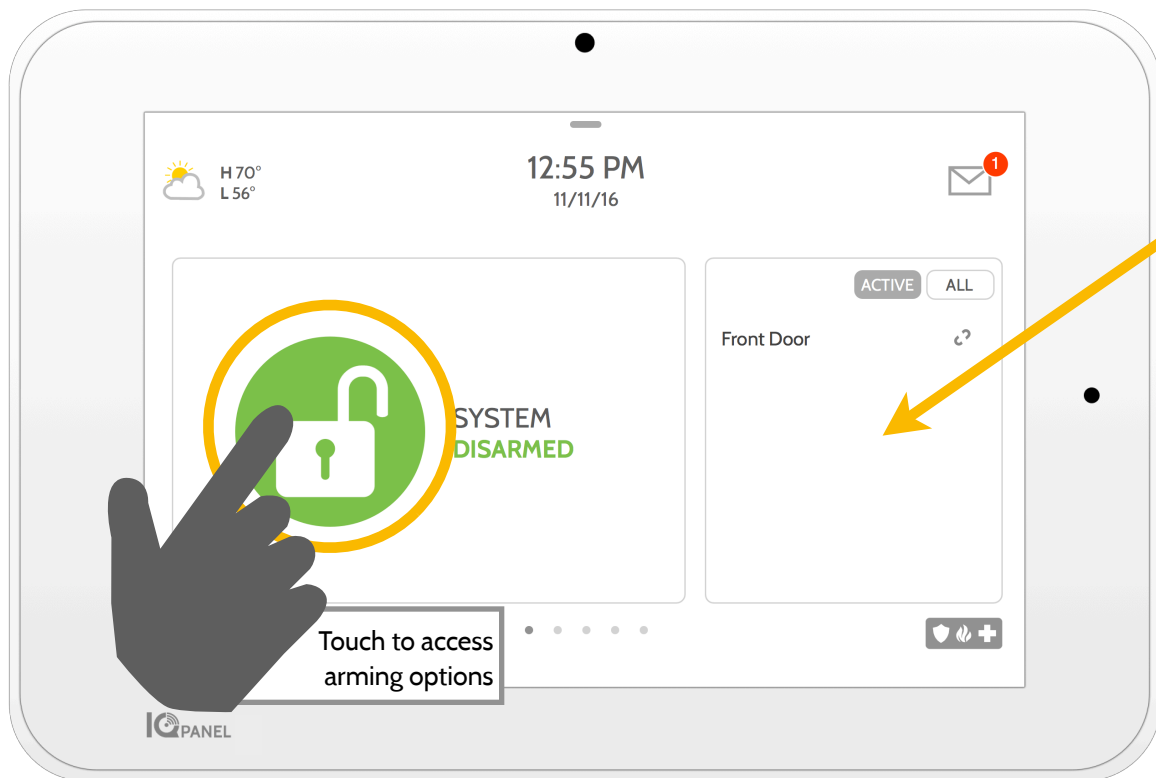 H 70°
L 56°
12:55 PM
11/11/16
1
ACTIVE
ALL
Front Door
SYSTEM
DISARMED
Touch to access
arming options
IQ PANEL